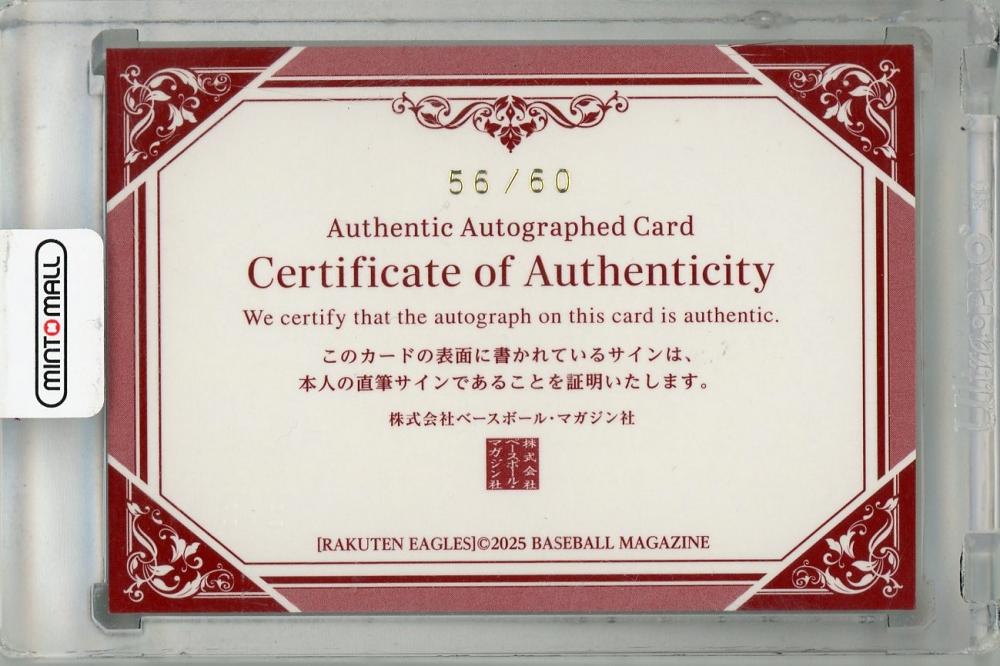 56/60
Authentic Autographed Card
Certificate of Authenticity
We certify that the autograph on this card is authentic.
このカードの表面に書かれているサインは、
本人の直筆サインであることを証明いたします。
株式会社ベースボール・マガジン社
株式会社
ベースボール・
マガジン社
[RAKUTEN EAGLES]©2025 BASEBALL MAGAZINE
MINTMALL
Ultra·PRO